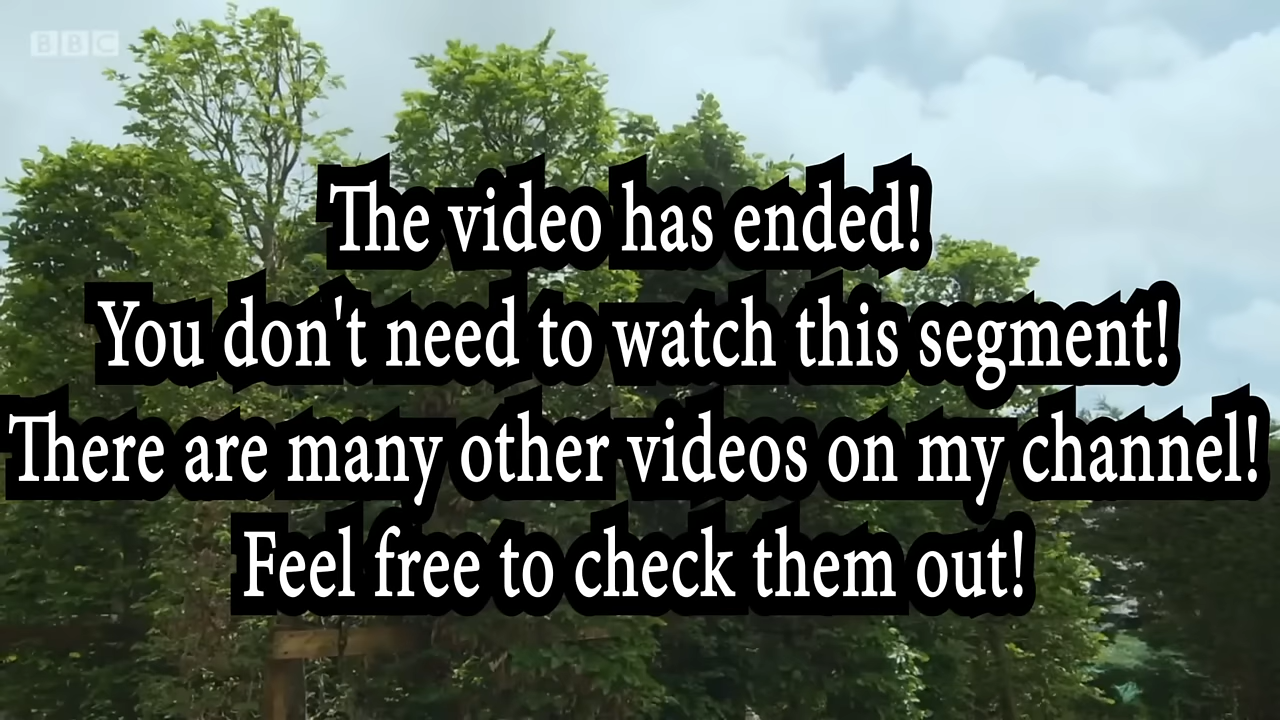 BBC
The video has ended!
You don't need to watch this segment!
There are many other videos on my channel!
Feel free to check them out!